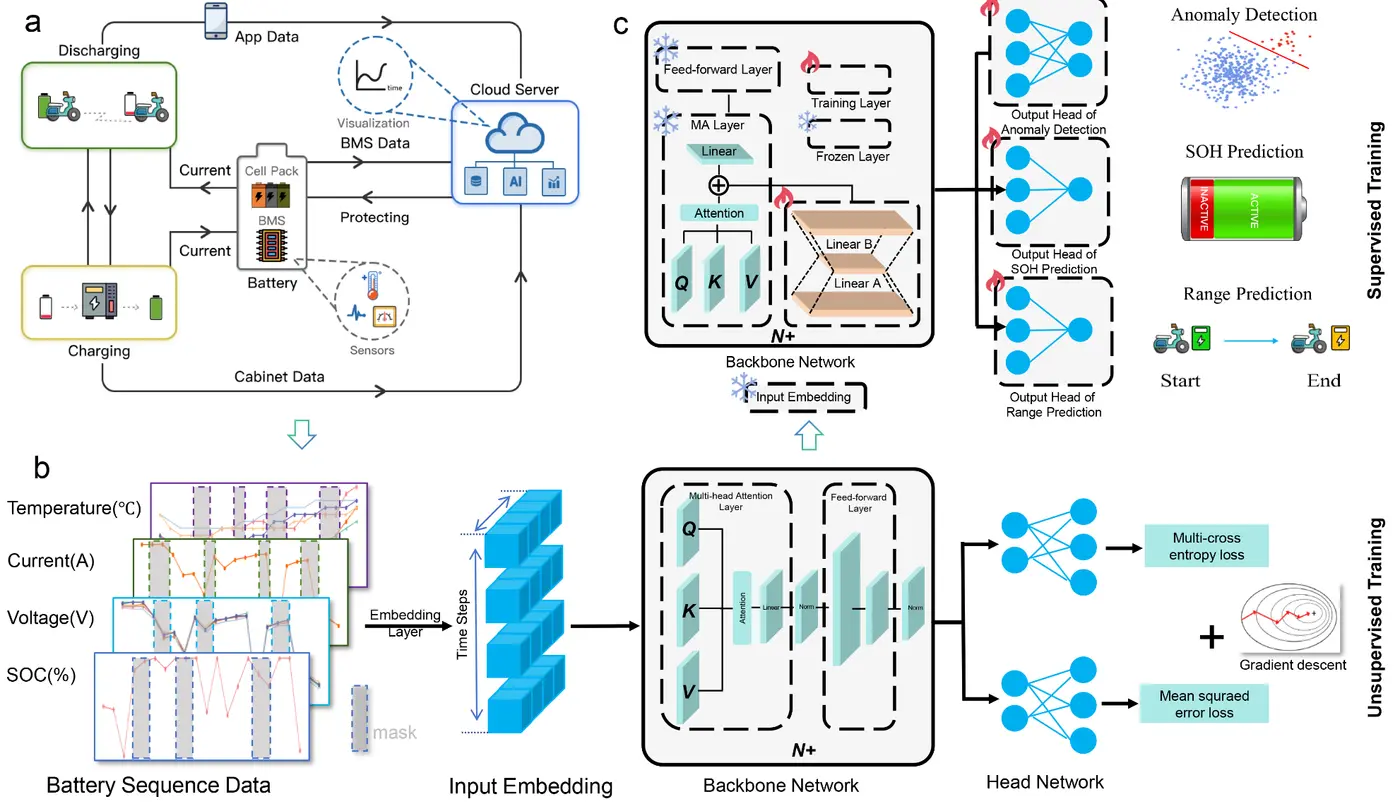 a
App Data
Discharging
time
Visualization
Cloud Server
AI
BMS Data
Current
Cell Pack
BMS
Protecting
Current
Battery
Sensors
Charging
Cabinet Data
c
Feed-forward Layer
Training Layer
MA Layer
Frozen Layer
Linear
Attention
Q
K
V
Linear B
Linear A
N+
Backbone Network
Input Embedding
Output Head of
Anomaly Detection
Output Head of
SOH Prediction
Output Head of
Range Prediction
Anomaly Detection
SOH Prediction
INACTIVE
ACTIVE
Range Prediction
Start
End
Supervised Training
b
Temperature(℃)
Current(A)
Voltage(V)
SOC(%)
mask
Battery Sequence Data
Embedding
Layer
Time Steps
Input Embedding
Multi-head Attention
Layer
Q
K
V
Attention
Linear
Norm
Feed-forward
Layer
Norm
N+
Backbone Network
Head Network
Multi-cross
entropy loss
+
Gradient descent
Mean squraed
error loss
Unsupervised Training